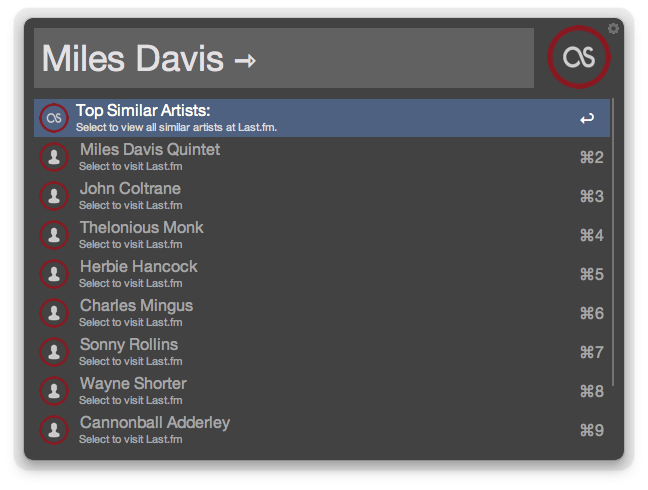 Miles Davis →
Top Similar Artists:
Select to view all similar artists at Last.fm.
↩
Miles Davis Quintet
Select to visit Last.fm
⌘2
John Coltrane
Select to visit Last.fm
⌘3
Thelonious Monk
Select to visit Last.fm
⌘4
Herbie Hancock
Select to visit Last.fm
⌘5
Charles Mingus
Select to visit Last.fm
⌘6
Sonny Rollins
Select to visit Last.fm
⌘7
Wayne Shorter
Select to visit Last.fm
⌘8
Cannonball Adderley
Select to visit Last.fm
⌘9